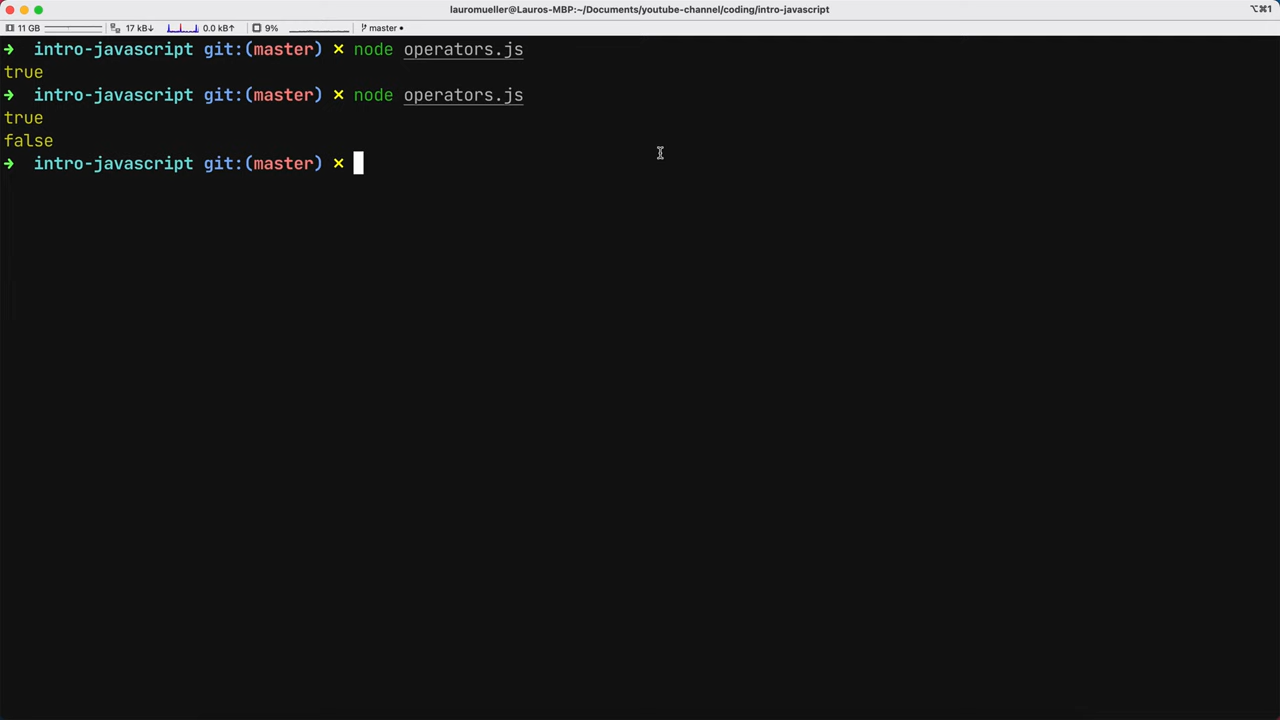 lauromueller@Lauros-MBP:~/Documents/youtube-channel/coding/intro-javascript ⌥⌘1
11 GB 17 kB↓ 0.0 kB↑ 9% master •
➜ intro-javascript git:(master) ✗ node operators.js
true
➜ intro-javascript git:(master) ✗ node operators.js
true
false
➜ intro-javascript git:(master) ✗